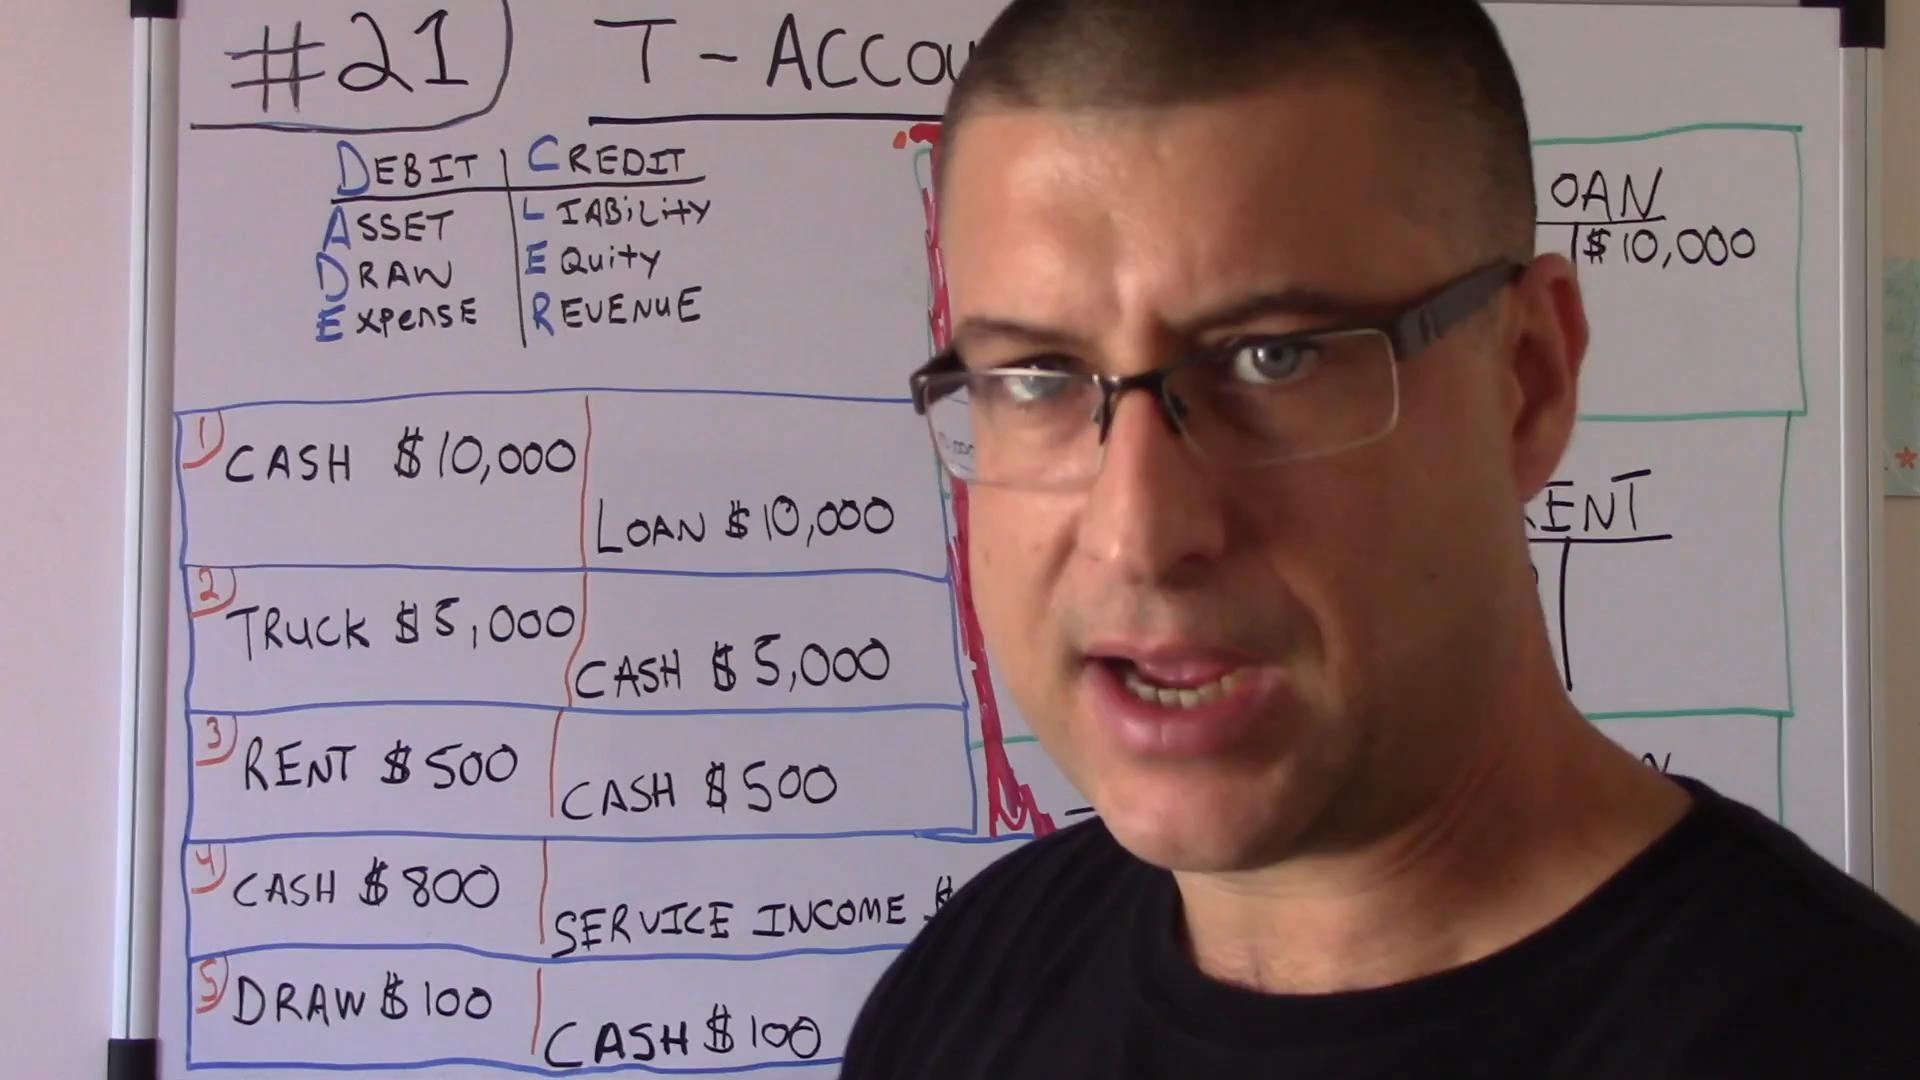 #21) T-ACCOU
DEBIT CREDIT
ASSET LIABiLiTy
DRAW EQuiTy
ExPENSE REVENUE
1) CASH $10,000
LOAN $10,000
2) TRUCK $5,000
CASH $5,000
3) RENT $500
CASH $500
4) CASH $800
SERVICE INCOME $
5) DRAW $100
CASH $100
OAN
$10,000
RENT